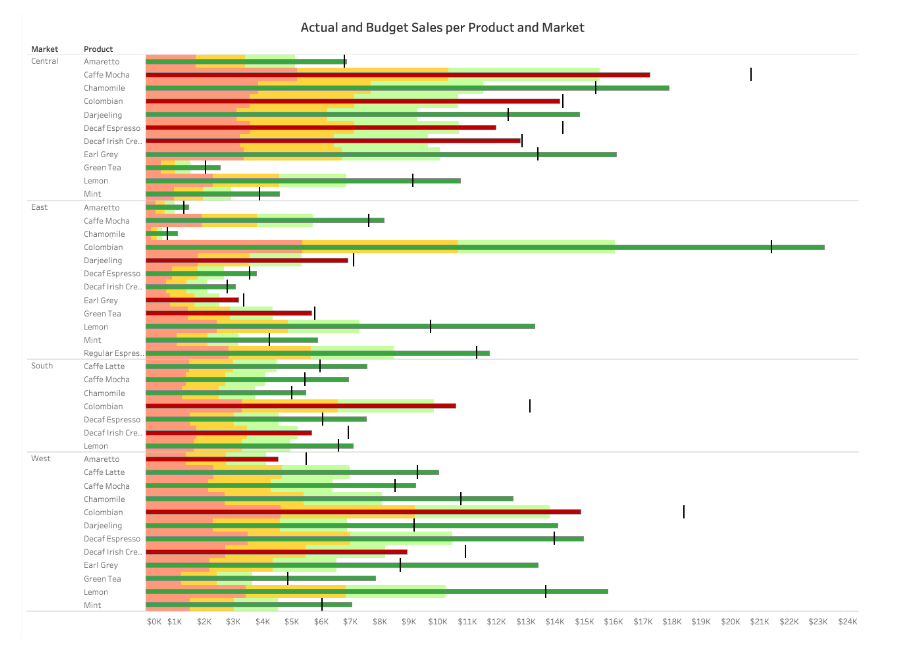 Actual and Budget Sales per Product and Market
Market Product
Central Amaretto
Caffe Mocha
Chamomile
Colombian
Darjeeling
Decaf Espresso
Decaf Irish Cre..
Earl Grey
Green Tea
Lemon
Mint
East Amaretto
Caffe Mocha
Chamomile
Colombian
Darjeeling
Decaf Espresso
Decaf Irish Cre..
Earl Grey
Green Tea
Lemon
Mint
Regular Espres..
South Caffe Latte
Caffe Mocha
Chamomile
Colombian
Decaf Espresso
Decaf Irish Cre..
Lemon
West Amaretto
Caffe Latte
Caffe Mocha
Chamomile
Colombian
Darjeeling
Decaf Espresso
Decaf Irish Cre..
Earl Grey
Green Tea
Lemon
Mint
$0K $1K $2K $3K $4K $5K $6K $7K $8K $9K $10K $11K $12K $13K $14K $15K $16K $17K $18K $19K $20K $21K $22K $23K $24K